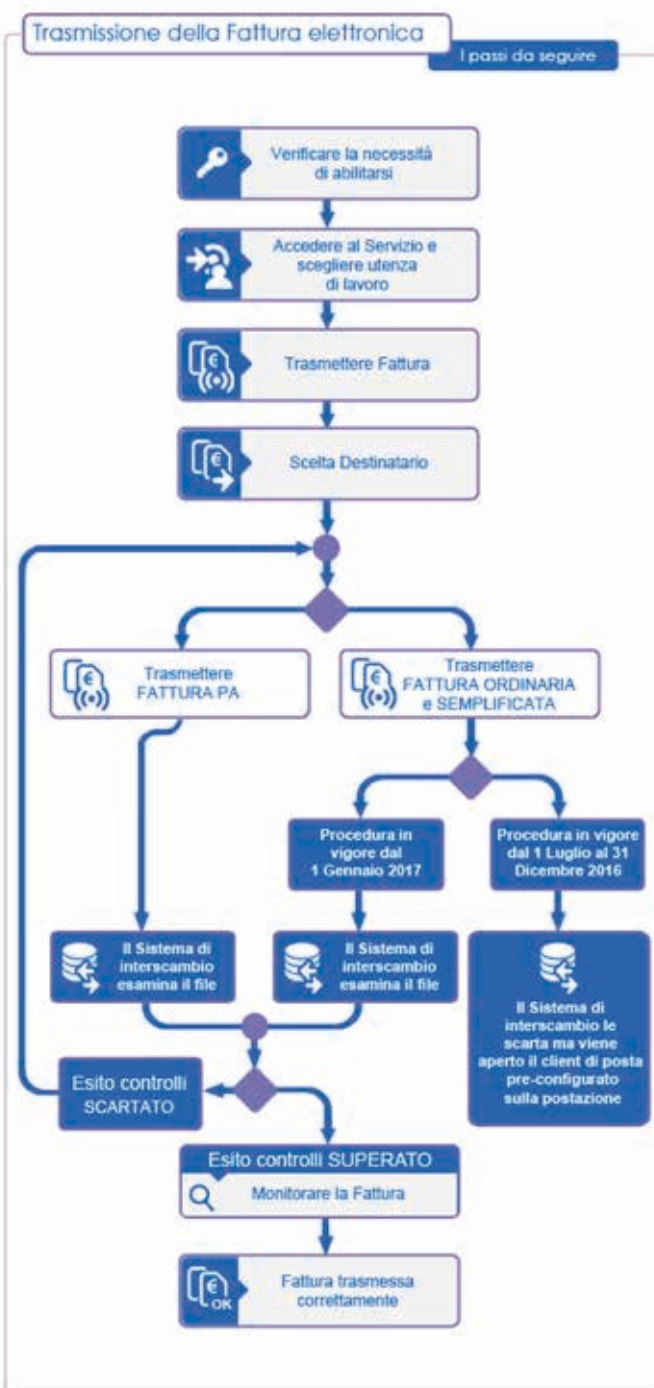 Trasmissione della Fattura elettronica
I passi da seguire
Verificare la necessità
di abilitarsi
Accedere al Servizio e
scegliere utenza
di lavoro
Trasmettere Fattura
Scelta Destinatario
Trasmettere
FATTURA PA
Trasmettere
FATTURA ORDINARIA
e SEMPLIFICATA
Procedura in
vigore dal
1 Gennaio 2017
Procedura in vigore
dal 1 Luglio al 31
Dicembre 2016
Il Sistema di
interscambio
esamina il file
Il Sistema di
interscambio
esamina il file
Il Sistema di
interscambio le
scarta ma viene
aperto il client di posta
pre-configurato
sulla postazione
Esito controlli
SCARTATO
Esito controlli SUPERATO
Monitorare la Fattura
OK
Fattura trasmessa
correttamente